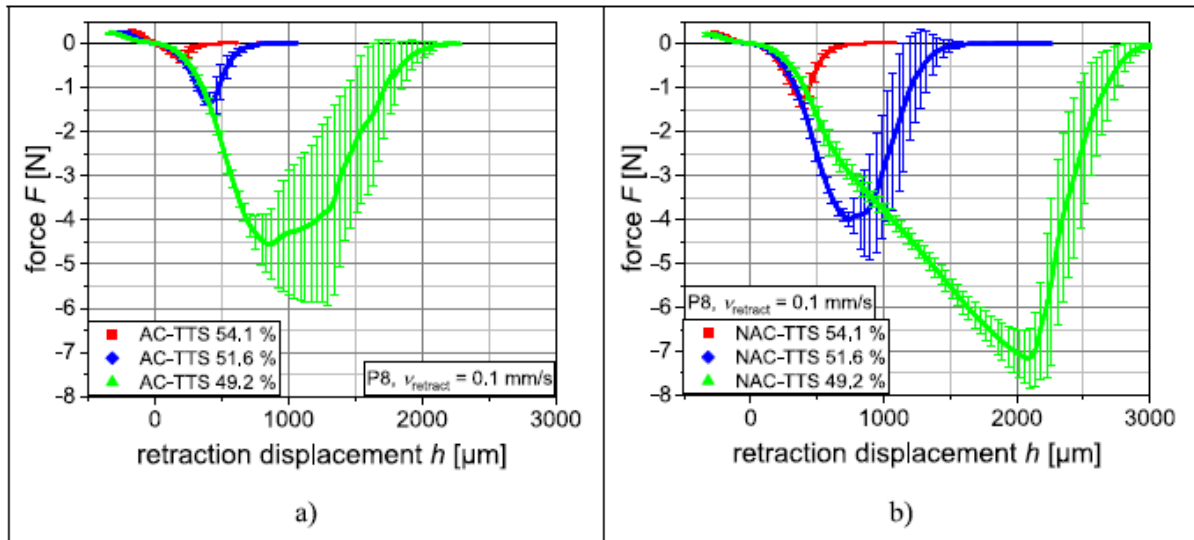 0
-1
-2
-3
-4
-5
-6
-7
-8
force F [N]
AC-TTS 54.1 %
AC-TTS 51.6 %
AC-TTS 49.2 %
P8, νretract = 0.1 mm/s
0 1000 2000 3000
retraction displacement h [µm]
a)
0
-1
-2
-3
-4
-5
-6
-7
-8
force F [N]
P8, νretract = 0.1 mm/s
NAC-TTS 54.1 %
NAC-TTS 51.6 %
NAC-TTS 49.2 %
0 1000 2000 3000
retraction displacement h [µm]
b)